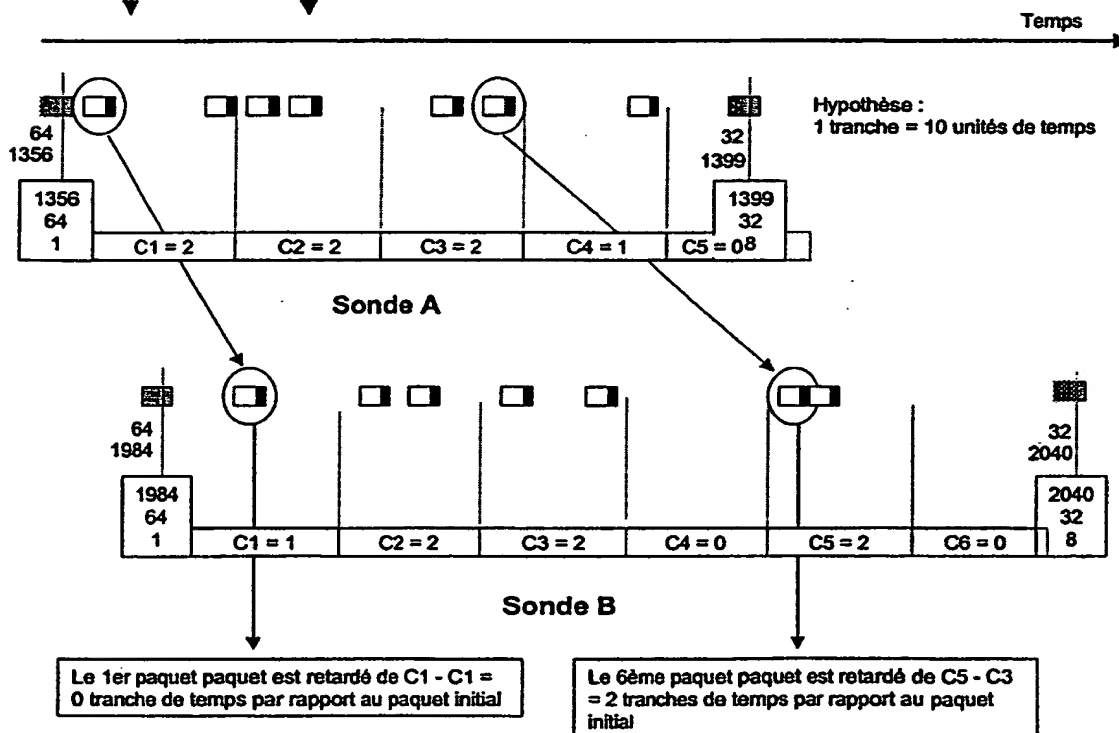 Temps
Hypothèse :
1 tranche = 10 unités de temps
64
1356
32
1399
1356
64
1
C1 = 2
C2 = 2
C3 = 2
C4 = 1
C5 = 0
1399
32
8
Sonde A
64
1984
32
2040
1984
64
1
C1 = 1
C2 = 2
C3 = 2
C4 = 0
C5 = 2
C6 = 0
2040
32
8
Sonde B
Le 1er paquet paquet est retardé de C1 - C1 =
0 tranche de temps par rapport au paquet initial
Le 6ème paquet paquet est retardé de C5 - C3
= 2 tranches de temps par rapport au paquet
initial